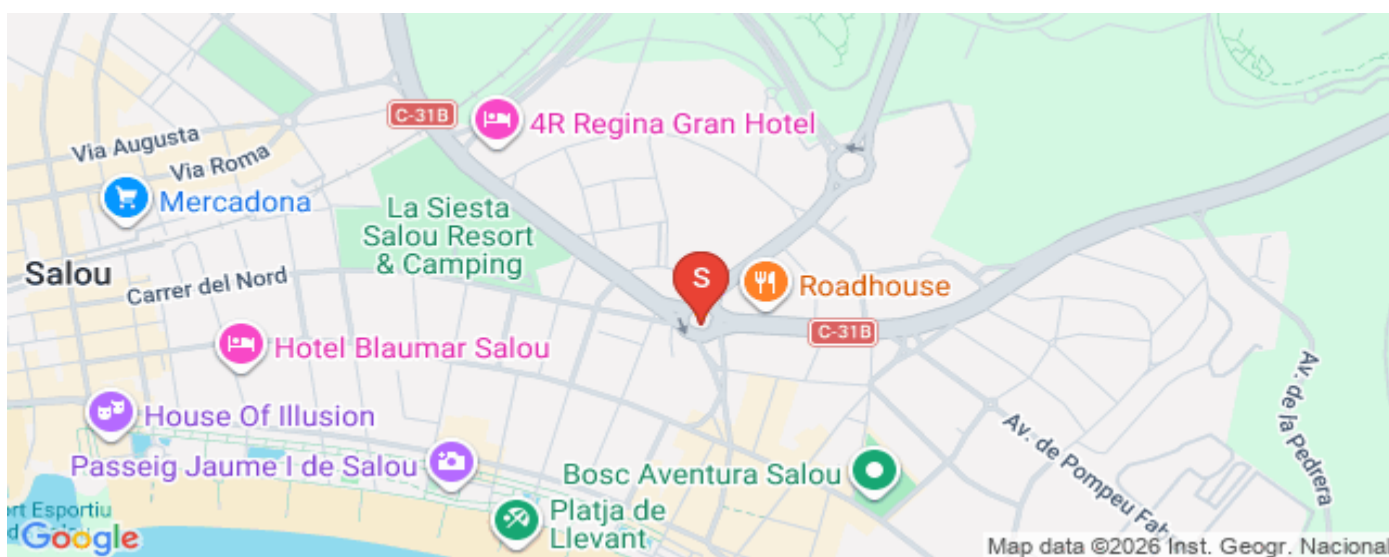 C-31B
4R Regina Gran Hotel
Via Augusta
Via Roma
Mercadona
La Siesta
Salou Resort
& Camping
Salou
S
Roadhouse
Carrer del Nord
C-31B
Hotel Blaumar Salou
Av. de la Pedrera
House Of Illusion
Av. de Pompeu Fab
Passeig Jaume I de Salou
Bosc Aventura Salou
Platja de
Llevant
rt Esportiu
Google
Map data ©2026 Inst. Geogr. Nacional